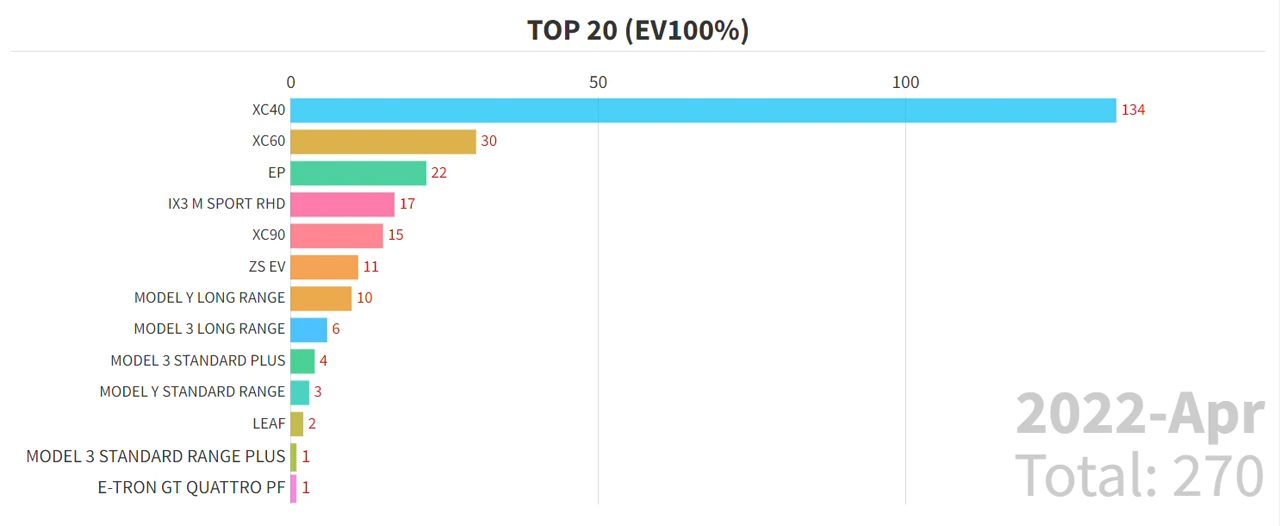 TOP 20 (EV100%)
0 50 100
XC40 134
XC60 30
EP 22
IX3 M SPORT RHD 17
XC90 15
ZS EV 11
MODEL Y LONG RANGE 10
MODEL 3 LONG RANGE 6
MODEL 3 STANDARD PLUS 4
MODEL Y STANDARD RANGE 3
LEAF 2
MODEL 3 STANDARD RANGE PLUS 1
E-TRON GT QUATTRO PF 1
2022-Apr
Total: 270